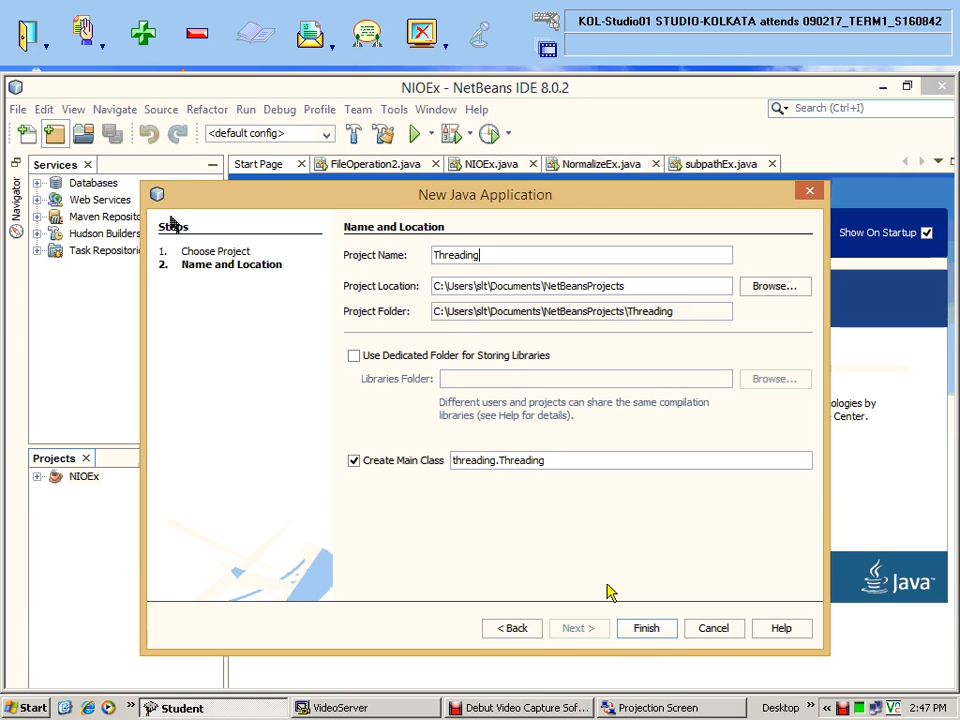 KOL-Studio01 STUDIO-KOLKATA attends 090217_TERM1_S160842
NIOEx - NetBeans IDE 8.0.2
File Edit View Navigate Source Refactor Run Debug Profile Team Tools Window Help
Search (Ctrl+I)
<default config>
Services
Start Page
FileOperation2.java
NIOEx.java
NormalizeEx.java
subpathEx.java
Navigator
Databases
Web Services
Maven Reposito
Hudson Builders
Task Repositori
Show On Startup
New Java Application
Steps
1. Choose Project
2. Name and Location
Name and Location
Project Name: Threading
Project Location: C:\Users\slt\Documents\NetBeansProjects Browse...
Project Folder: C:\Users\slt\Documents\NetBeansProjects\Threading
Use Dedicated Folder for Storing Libraries
Libraries Folder: Browse...
Different users and projects can share the same compilation
libraries (see Help for details).
Create Main Class threading.Threading
ologies by
Center.
Projects
NIOEx
Java™
< Back Next > Finish Cancel Help
Start Student VideoServer Debut Video Capture Sof... Projection Screen Desktop 2:47 PM